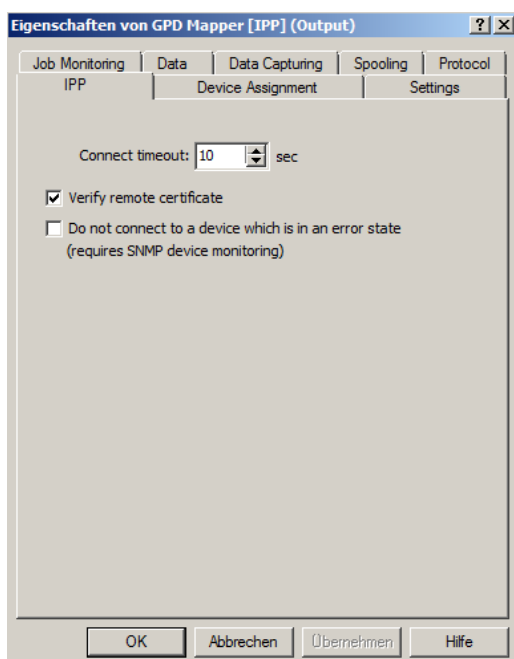 Eigenschaften von GPD Mapper [IPP] (Output)
Job Monitoring Data Data Capturing Spooling Protocol
IPP Device Assignment Settings
Connect timeout: 10 sec
Verify remote certificate
Do not connect to a device which is in an error state
(requires SNMP device monitoring)
OK Abbrechen Übernehmen Hilfe